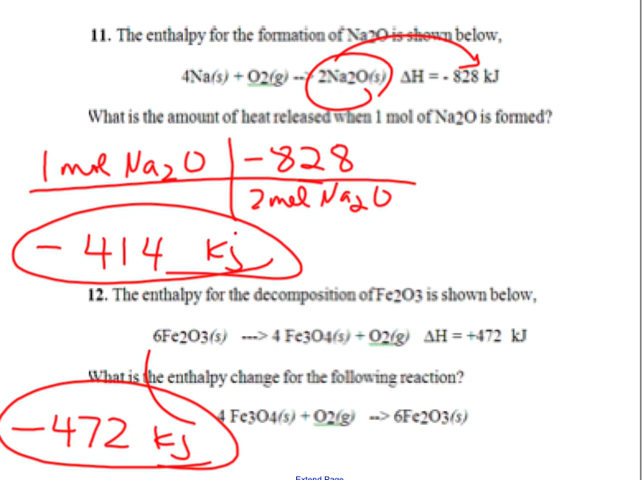 11. The enthalpy for the formation of Na2O is shown below,
4Na(s) + O2(g) --> 2Na2O(s) ΔH = - 828 kJ
What is the amount of heat released when 1 mol of Na2O is formed?
1 mol Na2O | -828
2 mol Na2O
- 414 kj
12. The enthalpy for the decomposition of Fe2O3 is shown below,
6Fe2O3(s) ---> 4 Fe3O4(s) + O2(g) ΔH = +472 kJ
What is the enthalpy change for the following reaction?
4 Fe3O4(s) + O2(g) --> 6Fe2O3(s)
-472 kj
Extend Page